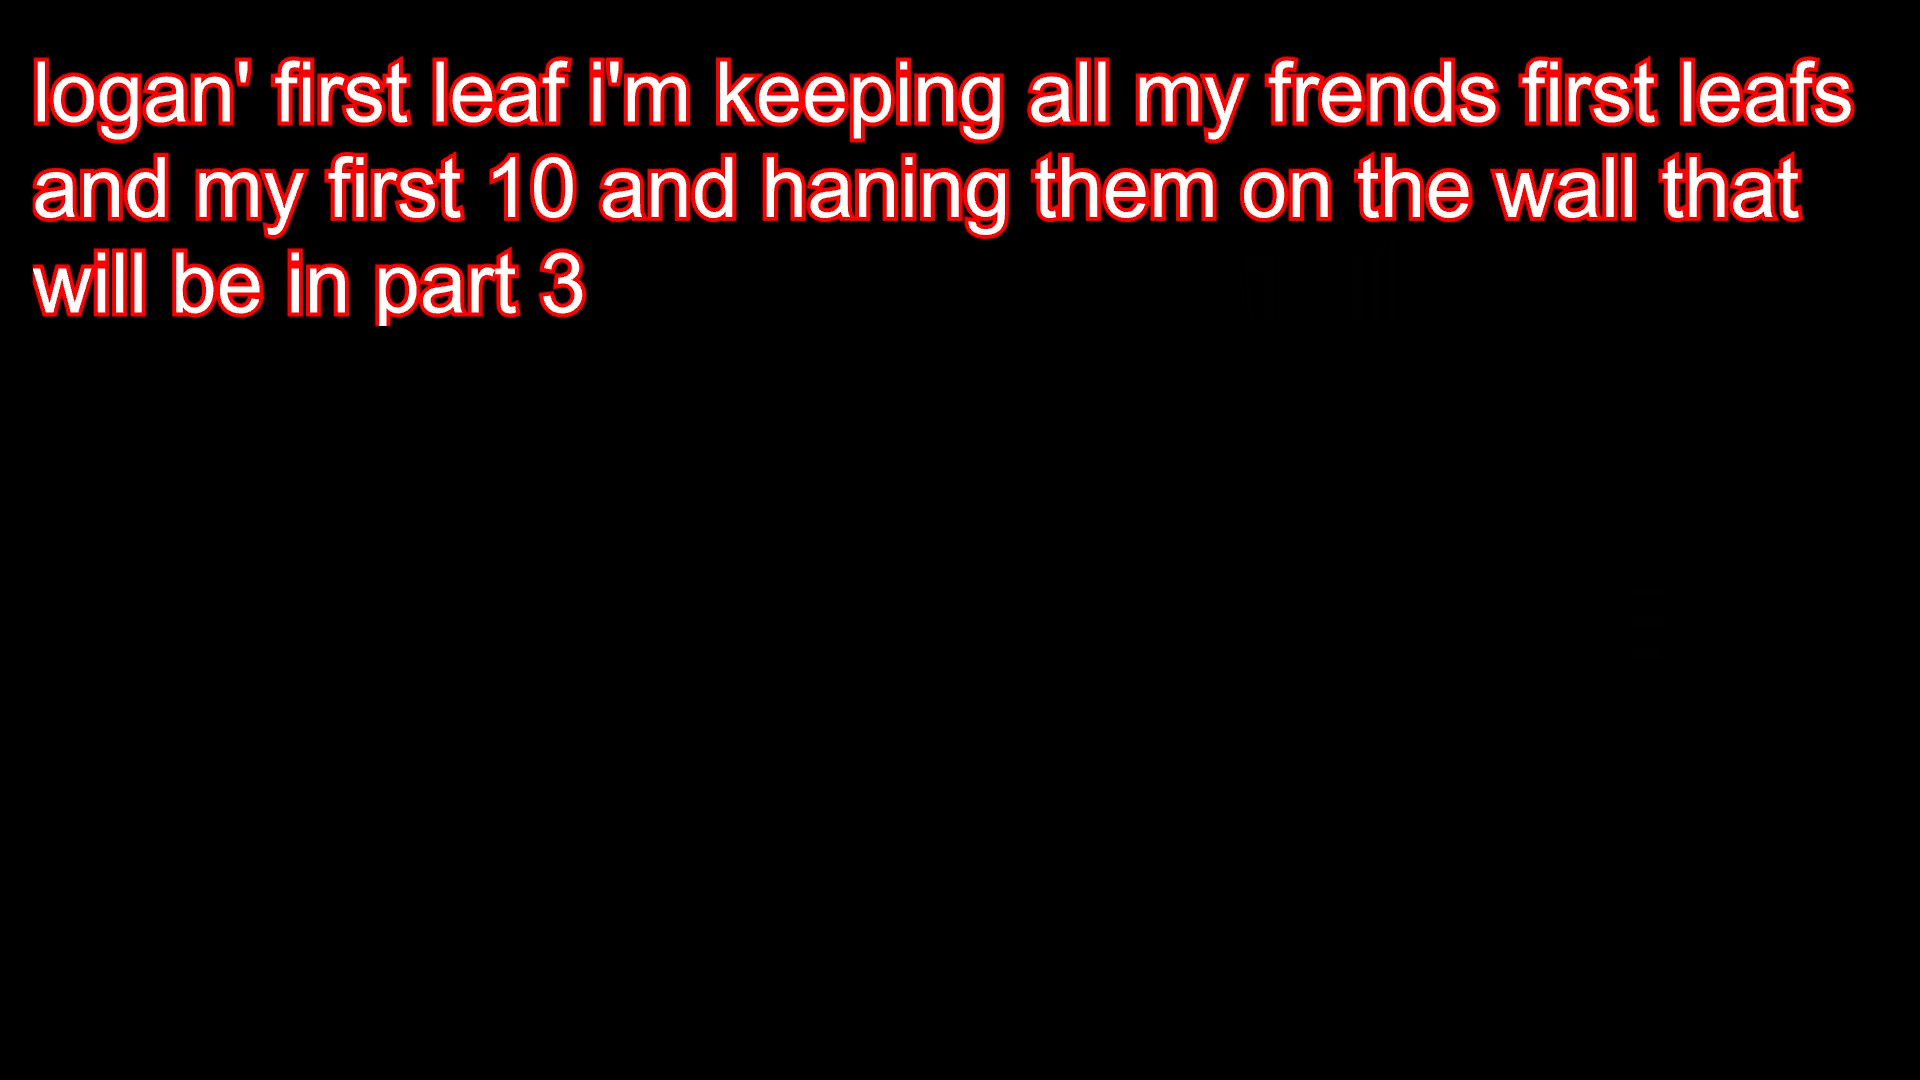 logan' first leaf i'm keeping all my frends first leafs
and my first 10 and haning them on the wall that
will be in part 3